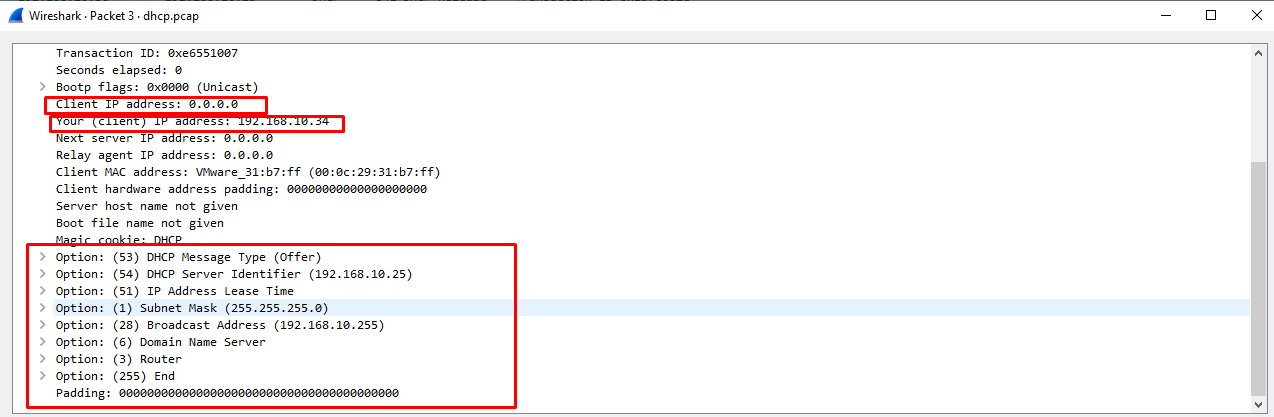 Wireshark · Packet 3 · dhcp.pcap
Transaction ID: 0xe6551007
Seconds elapsed: 0
Bootp flags: 0x0000 (Unicast)
Client IP address: 0.0.0.0
Your (client) IP address: 192.168.10.34
Next server IP address: 0.0.0.0
Relay agent IP address: 0.0.0.0
Client MAC address: VMware_31:b7:ff (00:0c:29:31:b7:ff)
Client hardware address padding: 00000000000000000000
Server host name not given
Boot file name not given
Magic cookie: DHCP
Option: (53) DHCP Message Type (Offer)
Option: (54) DHCP Server Identifier (192.168.10.25)
Option: (51) IP Address Lease Time
Option: (1) Subnet Mask (255.255.255.0)
Option: (28) Broadcast Address (192.168.10.255)
Option: (6) Domain Name Server
Option: (3) Router
Option: (255) End
Padding: 0000000000000000000000000000000000000000